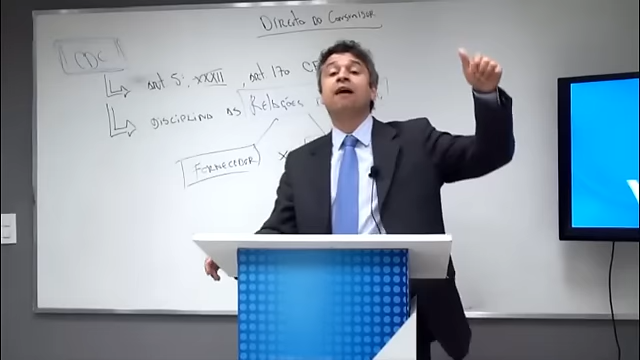 Direito do Consumidor
CDC
art 5º, XXXII, art 170 CF
DISCIPLINA AS Relações
FORNECEDOR X